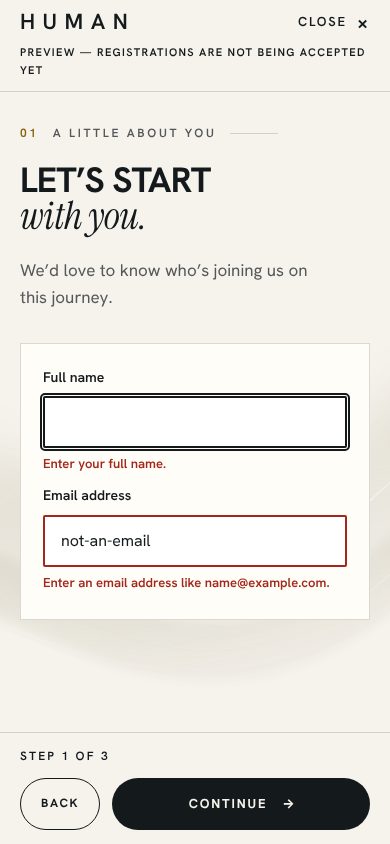 HUMAN
CLOSE ×
PREVIEW — REGISTRATIONS ARE NOT BEING ACCEPTED
YET
01 A LITTLE ABOUT YOU
LET’S START
with you.
We’d love to know who’s joining us on
this journey.
Full name
Enter your full name.
Email address
not-an-email
Enter an email address like name@example.com.
STEP 1 OF 3
BACK
CONTINUE →